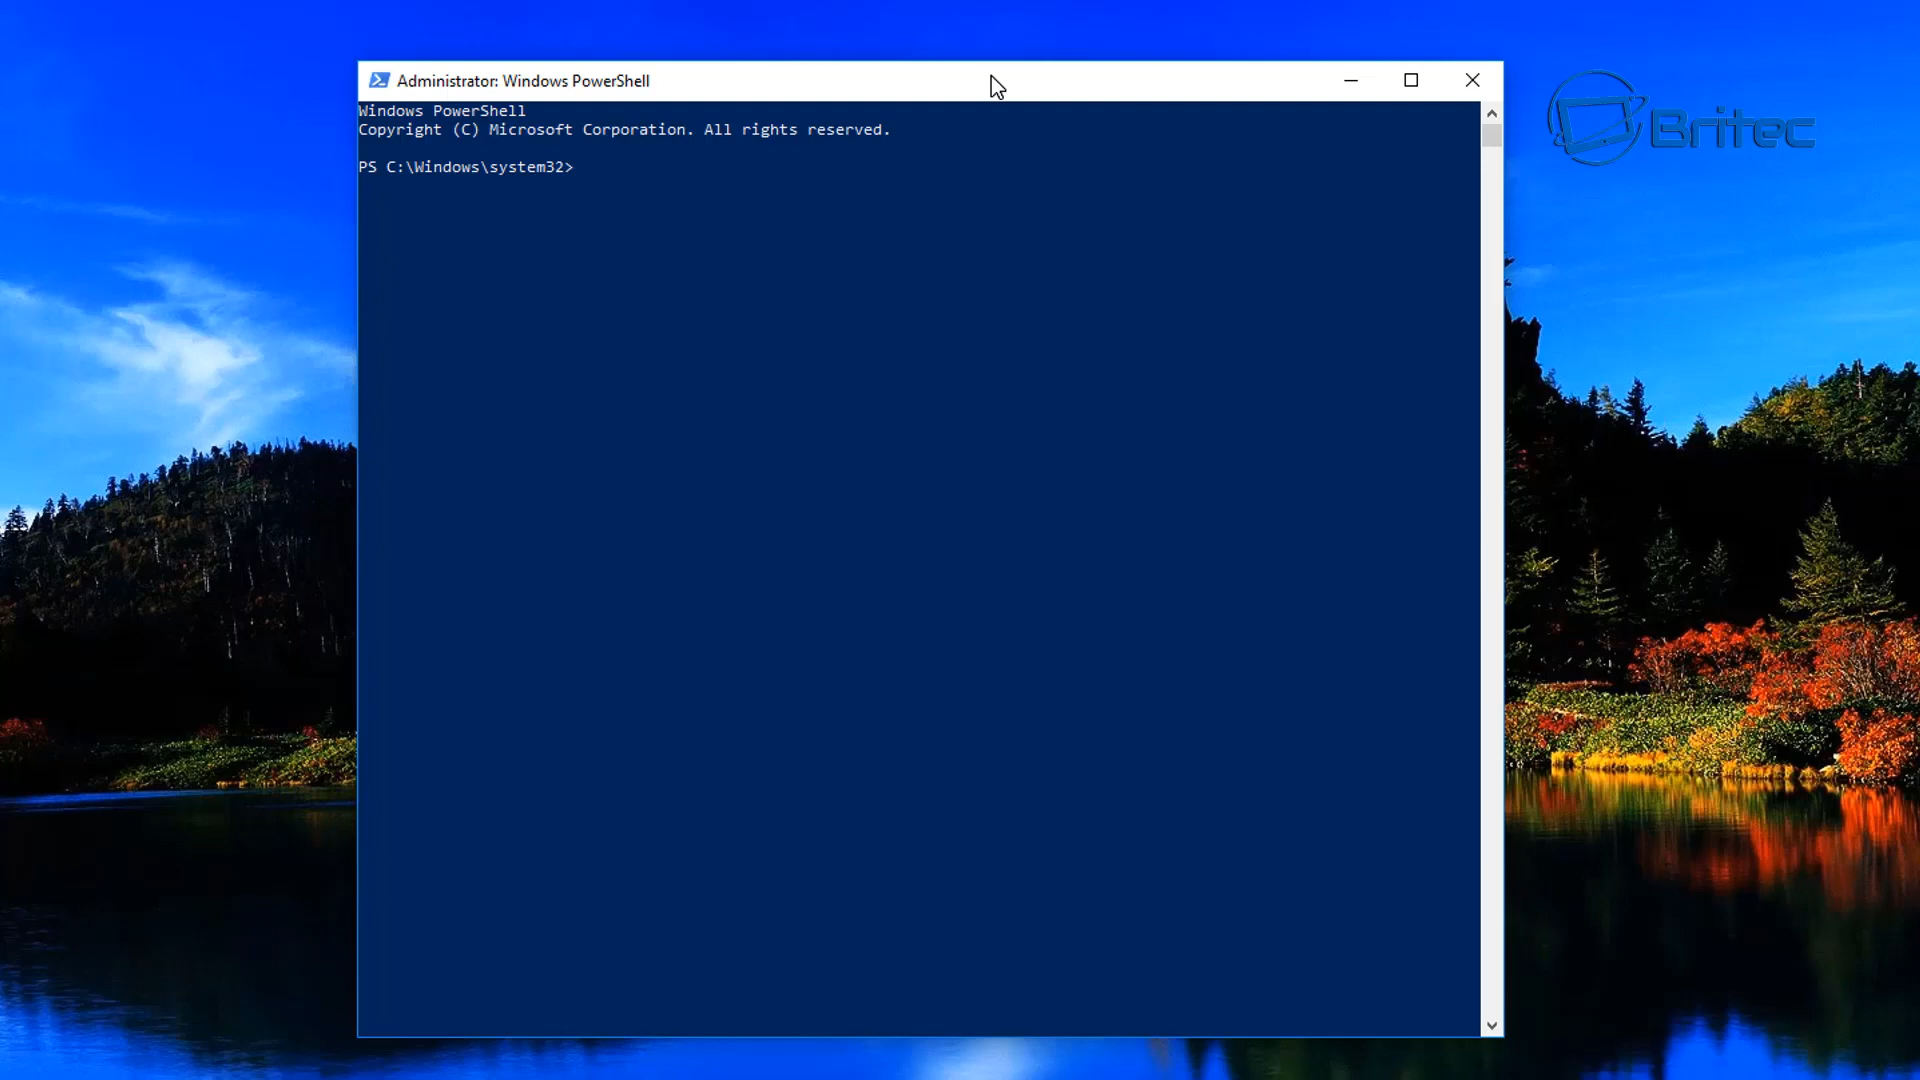 Administrator: Windows PowerShell
Windows PowerShell
Copyright (C) Microsoft Corporation. All rights reserved.
PS C:\Windows\system32>
Britec